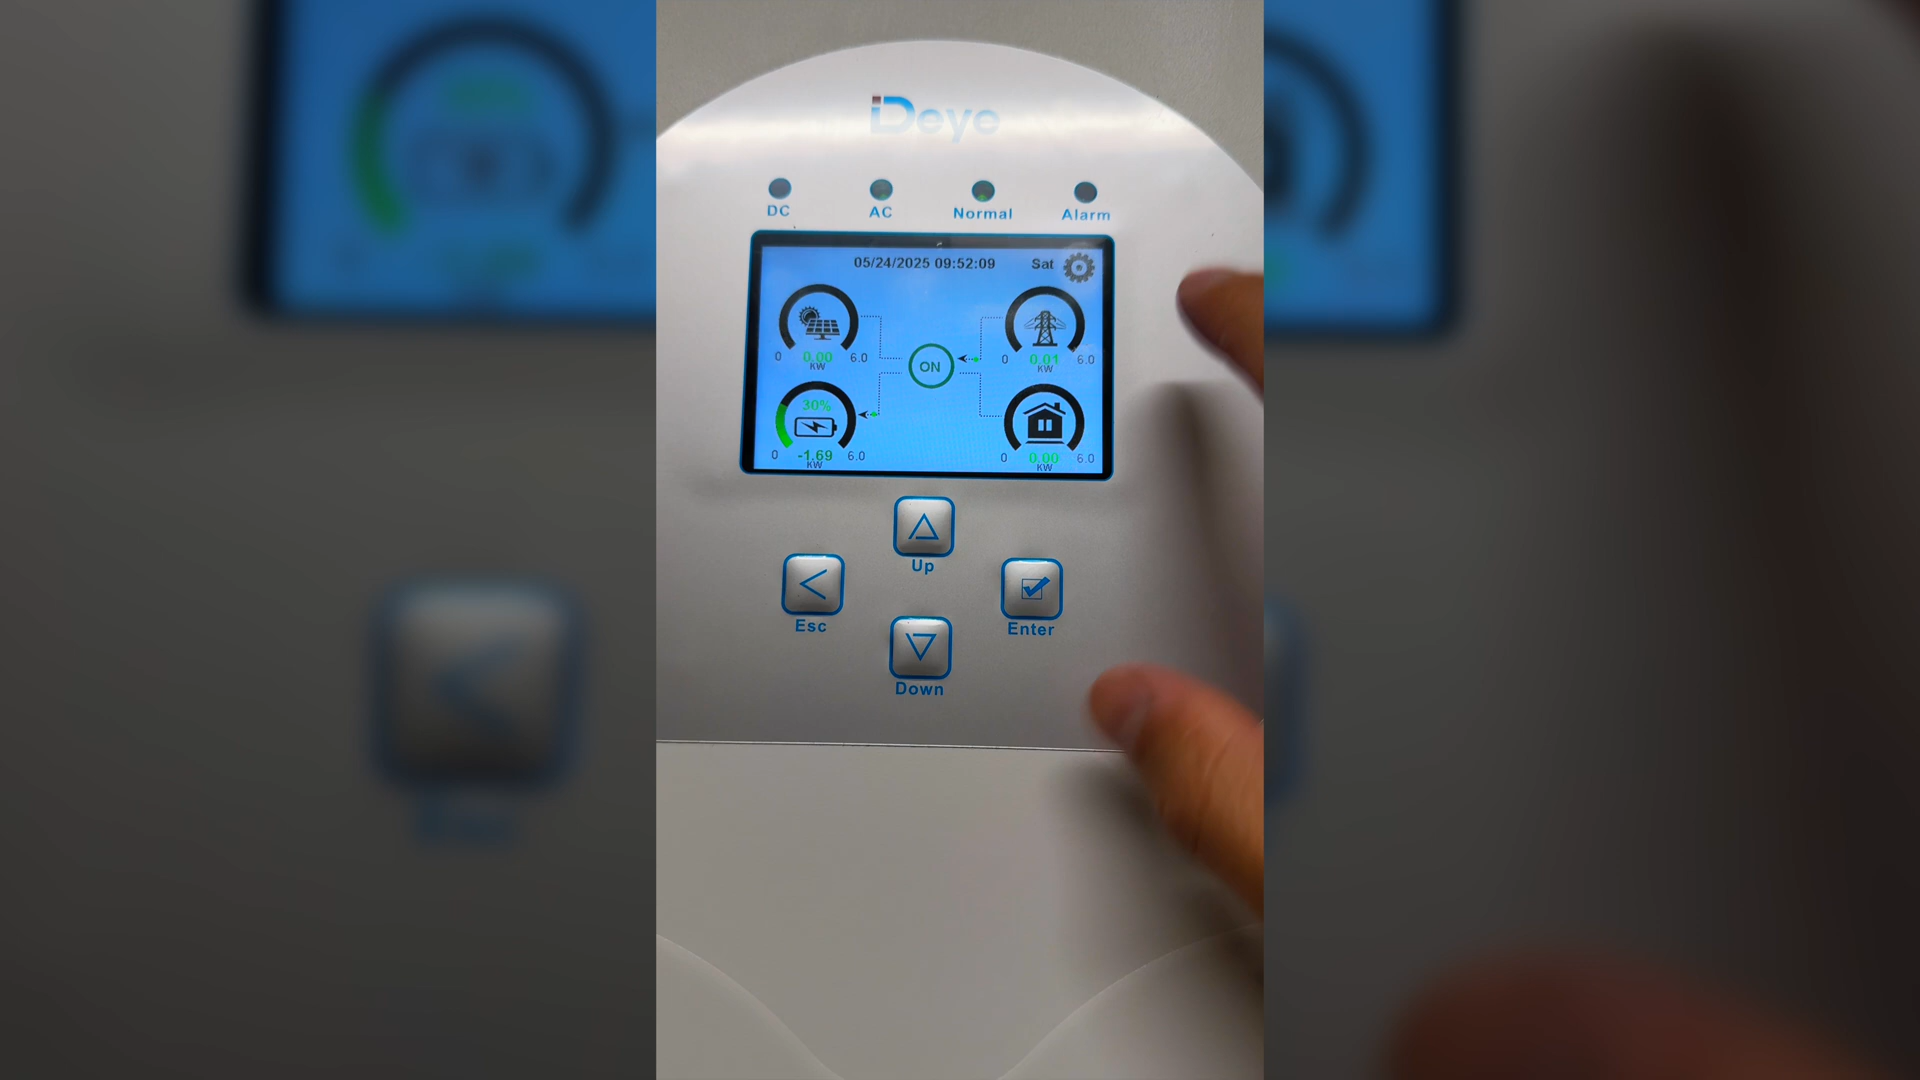 Deye
DC AC Normal Alarm
05/24/2025 09:52:09 Sat
0 0.00 6.0
KW
0 0.01 6.0
KW
ON
30%
0 -1.69 6.0
KW
0 0.00 6.0
KW
Up
Esc
Enter
Down